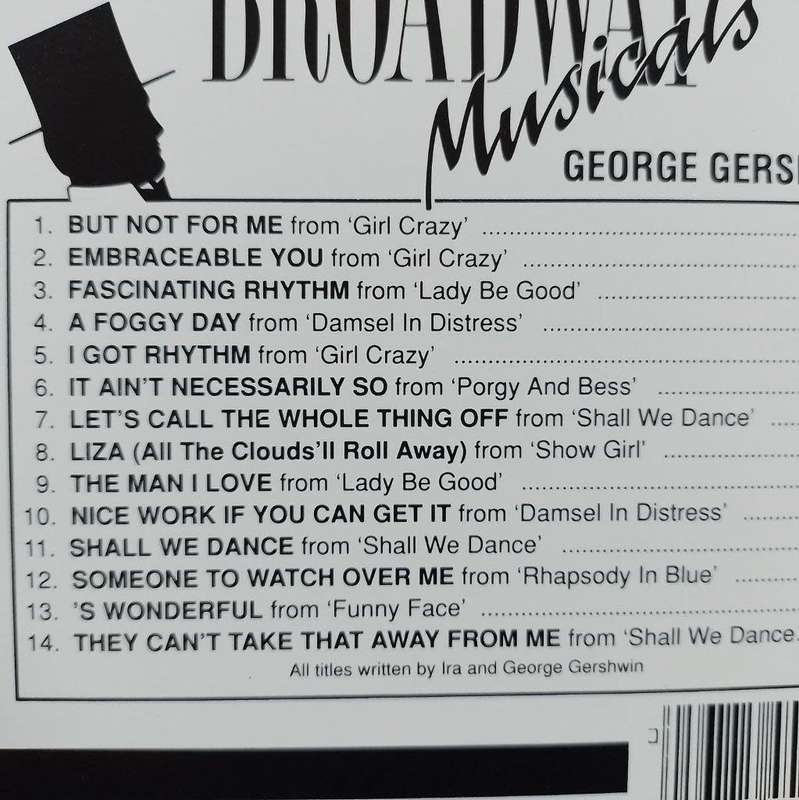 BROADWAY
Musicals
GEORGE
1. BUT NOT FOR ME from ‘Girl Crazy’
2. EMBRACEABLE YOU from ‘Girl Crazy’
3. FASCINATING RHYTHM from ‘Lady Be Good’
4. A FOGGY DAY from ‘Damsel In Distress’
5. I GOT RHYTHM from ‘Girl Crazy’
6. IT AIN’T NECESSARILY SO from ‘Porgy And Bess’
7. LET’S CALL THE WHOLE THING OFF from ‘Shall We Dance’
8. LIZA (All The Clouds’ll Roll Away) from ‘Show Girl’
9. THE MAN I LOVE from ‘Lady Be Good’
10. NICE WORK IF YOU CAN GET IT from ‘Damsel In Distress’
11. SHALL WE DANCE from ‘Shall We Dance’
12. SOMEONE TO WATCH OVER ME from ‘Rhapsody In Blue’
13. ’S WONDERFUL from ‘Funny Face’
14. THEY CAN’T TAKE THAT AWAY FROM ME from ‘Shall We Dance
All titles written by Ira and George Gershwin